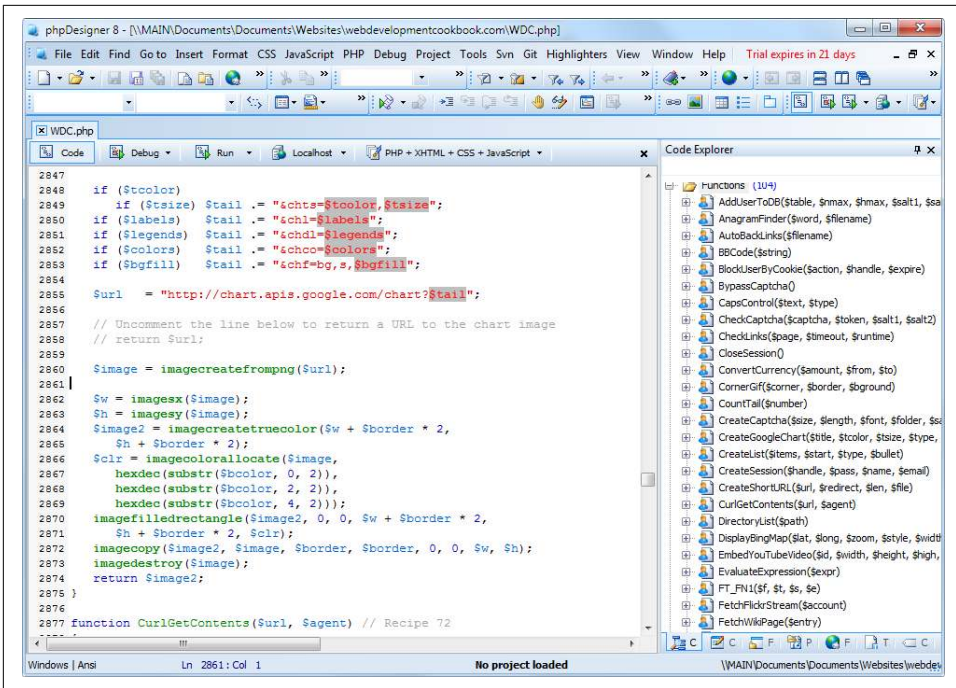 phpDesigner 8 - [\\MAIN\Documents\Documents\Websites\webdevelopmentcookbook.com\WDC.php]
File Edit Find Go to Insert Format CSS JavaScript PHP Debug Project Tools Svn Git Highlighters View Window Help Trial expires in 21 days
WDC.php
Code Debug Run Localhost PHP + XHTML + CSS + JavaScript
2847
2848 if ($tcolor)
2849 if ($tsize) $tail .= "&chts=$tcolor,$tsize";
2850 if ($labels) $tail .= "&chl=$labels";
2851 if ($legends) $tail .= "&chdl=$legends";
2852 if ($colors) $tail .= "&chco=$colors";
2853 if ($bgfill) $tail .= "&chf=bg,s,$bgfill";
2854
2855 $url = "http://chart.apis.google.com/chart?$tail";
2856
2857 // Uncomment the line below to return a URL to the chart image
2858 // return $url;
2859
2860 $image = imagecreatefrompng($url);
2861
2862 $w = imagesx($image);
2863 $h = imagesy($image);
2864 $image2 = imagecreatetruecolor($w + $border * 2,
2865 $h + $border * 2);
2866 $clr = imagecolorallocate($image,
2867 hexdec(substr($bcolor, 0, 2)),
2868 hexdec(substr($bcolor, 2, 2)),
2869 hexdec(substr($bcolor, 4, 2)));
2870 imagefilledrectangle($image2, 0, 0, $w + $border * 2,
2871 $h + $border * 2, $clr);
2872 imagecopy($image2, $image, $border, $border, 0, 0, $w, $h);
2873 imagedestroy($image);
2874 return $image2;
2875 }
2876
2877 function CurlGetContents($url, $agent) // Recipe 72
Code Explorer
Functions (104)
AddUserToDB($table, $nmax, $hmax, $salt1, $sa
AnagramFinder($word, $filename)
AutoBackLinks($filename)
BBCode($string)
BlockUserByCookie($action, $handle, $expire)
BypassCaptcha()
CapsControl($text, $type)
CheckCaptcha($captcha, $token, $salt1, $salt2)
CheckLinks($page, $timeout, $runtime)
CloseSession()
ConvertCurrency($amount, $from, $to)
CornerGif($corner, $border, $bground)
CountTail($number)
CreateCaptcha($size, $length, $font, $folder, $sa
CreateGoogleChart($title, $tcolor, $tsize, $type,
CreateList($items, $start, $type, $bullet)
CreateSession($handle, $pass, $name, $email)
CreateShortURL($url, $redirect, $len, $file)
CurlGetContents($url, $agent)
DirectoryList($path)
DisplayBingMap($lat, $long, $zoom, $style, $width
EmbedYouTubeVideo($id, $width, $height, $high,
EvaluateExpression($expr)
FT_FN1($f, $t, $s, $e)
FetchFlickrStream($account)
FetchWikiPage($entry)
C C F P F T C
Windows | Ansi Ln 2861 : Col 1 No project loaded \\MAIN\Documents\Documents\Websites\webdev